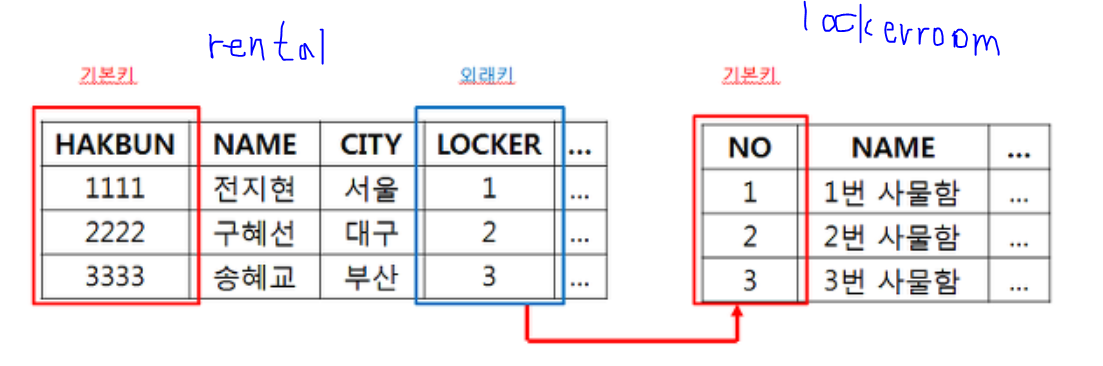 rental
lockerroom
기본키
외래키
기본키
HAKBUN NAME CITY LOCKER ...
1111 전지현 서울 1 ...
2222 구혜선 대구 2 ...
3333 송혜교 부산 3 ...
NO NAME ...
1 1번 사물함 ...
2 2번 사물함 ...
3 3번 사물함 ...